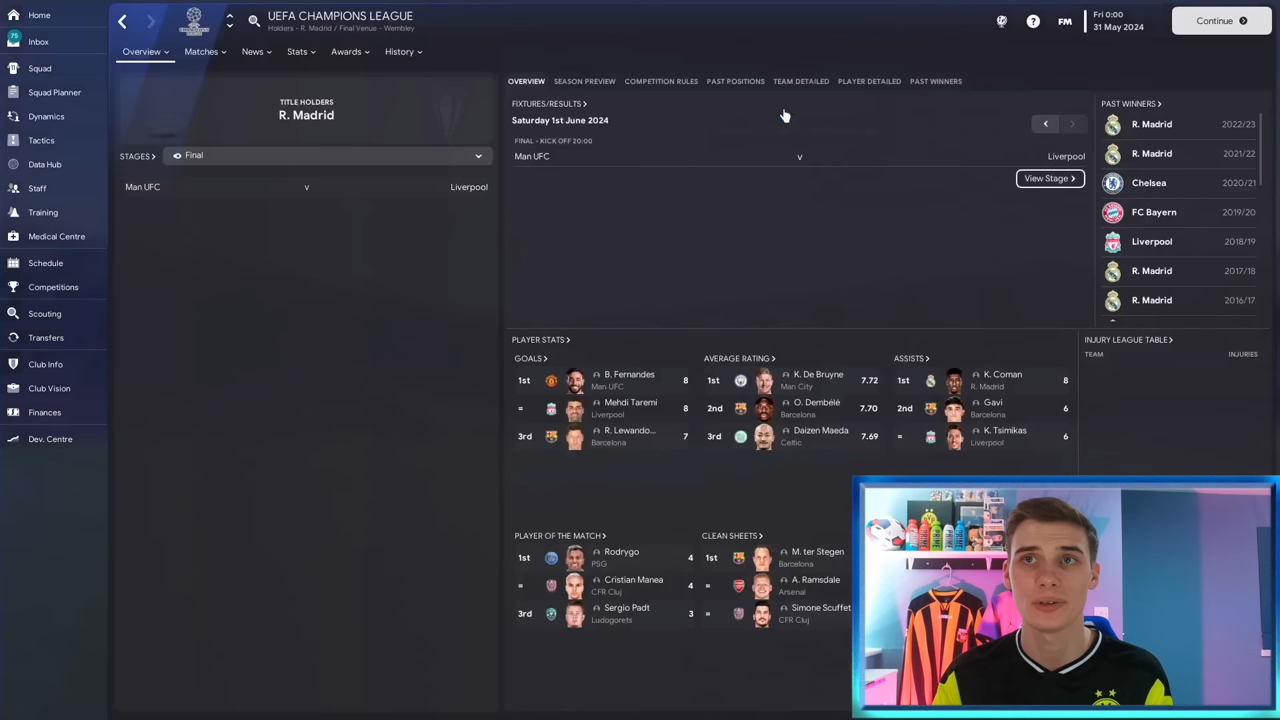 Home
75
Inbox
Squad
Squad Planner
Dynamics
Tactics
Data Hub
Staff
Training
Medical Centre
Schedule
Competitions
Scouting
Transfers
Club Info
Club Vision
Finances
Dev. Centre
UEFA CHAMPIONS LEAGUE
Holders - R. Madrid / Final Venue - Wembley
FM
Fri 0:00
31 May 2024
Continue
Overview
Matches
News
Stats
Awards
History
TITLE HOLDERS
R. Madrid
STAGES
Final
Man UFC v Liverpool
OVERVIEW
SEASON PREVIEW
COMPETITION RULES
PAST POSITIONS
TEAM DETAILED
PLAYER DETAILED
PAST WINNERS
FIXTURES/RESULTS
Saturday 1st June 2024
FINAL - KICK OFF 20:00
Man UFC v Liverpool
View Stage
PAST WINNERS
R. Madrid 2022/23
R. Madrid 2021/22
Chelsea 2020/21
FC Bayern 2019/20
Liverpool 2018/19
R. Madrid 2017/18
R. Madrid 2016/17
PLAYER STATS
GOALS
1st B. Fernandes 8
Man UFC
= Mehdi Taremi 8
Liverpool
3rd R. Lewando... 7
Barcelona
AVERAGE RATING
1st K. De Bruyne 7.72
Man City
2nd O. Dembélé 7.70
Barcelona
3rd Daizen Maeda 7.69
Celtic
ASSISTS
1st K. Coman 8
R. Madrid
2nd Gavi 6
Barcelona
= K. Tsimikas 6
Liverpool
INJURY LEAGUE TABLE
TEAM INJURIES
PLAYER OF THE MATCH
1st Rodrygo 4
PSG
= Cristian Manea 4
CFR Cluj
3rd Sergio Padt 3
Ludogorets
CLEAN SHEETS
1st M. ter Stegen
Barcelona
= A. Ramsdale
Arsenal
= Simone Scuffet
CFR Cluj